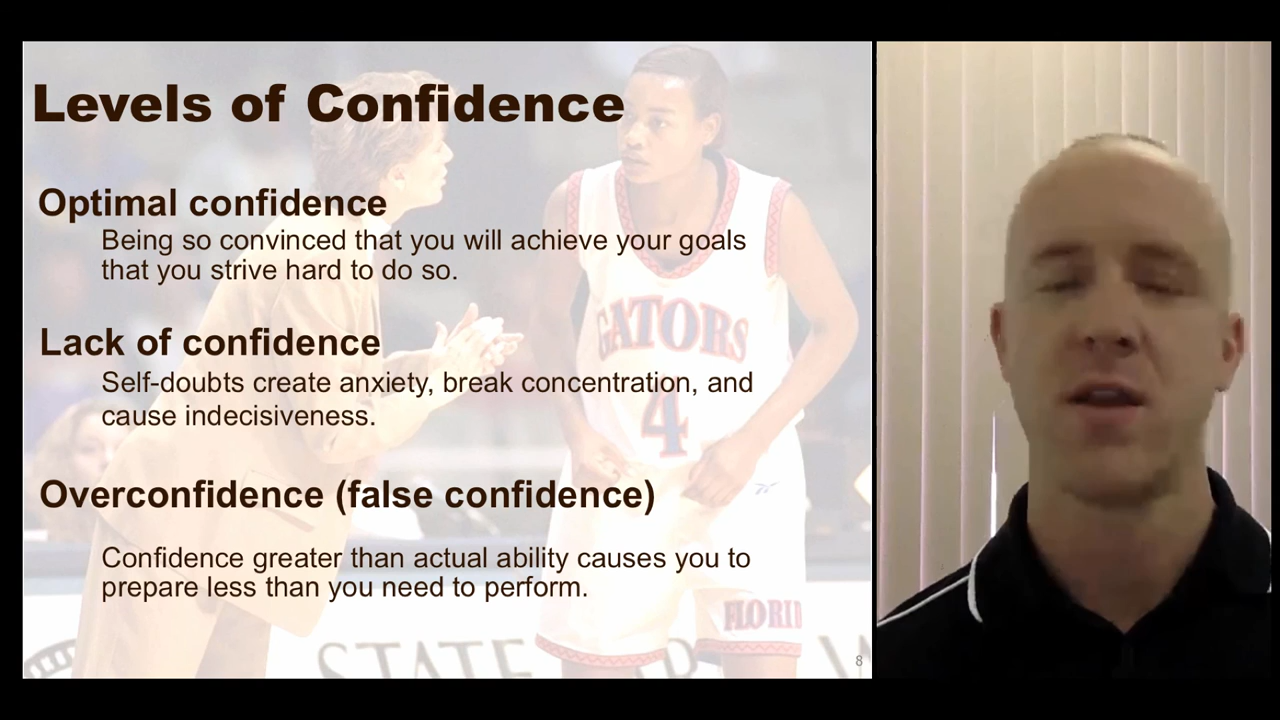 Levels of Confidence
Optimal confidence
Being so convinced that you will achieve your goals
that you strive hard to do so.
Lack of confidence
Self-doubts create anxiety, break concentration, and
cause indecisiveness.
Overconfidence (false confidence)
Confidence greater than actual ability causes you to
prepare less than you need to perform.
GATORS
4
FLORID
STATE
8